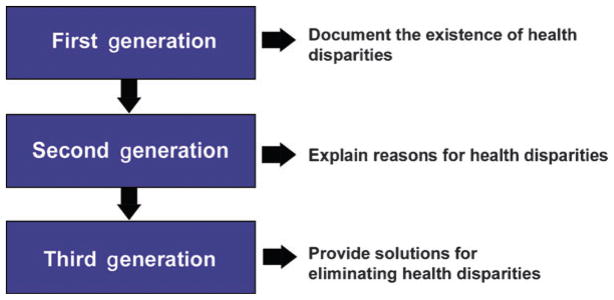 First generation
Document the existence of health
disparities
Second generation
Explain reasons for health disparities
Third generation
Provide solutions for
eliminating health disparities